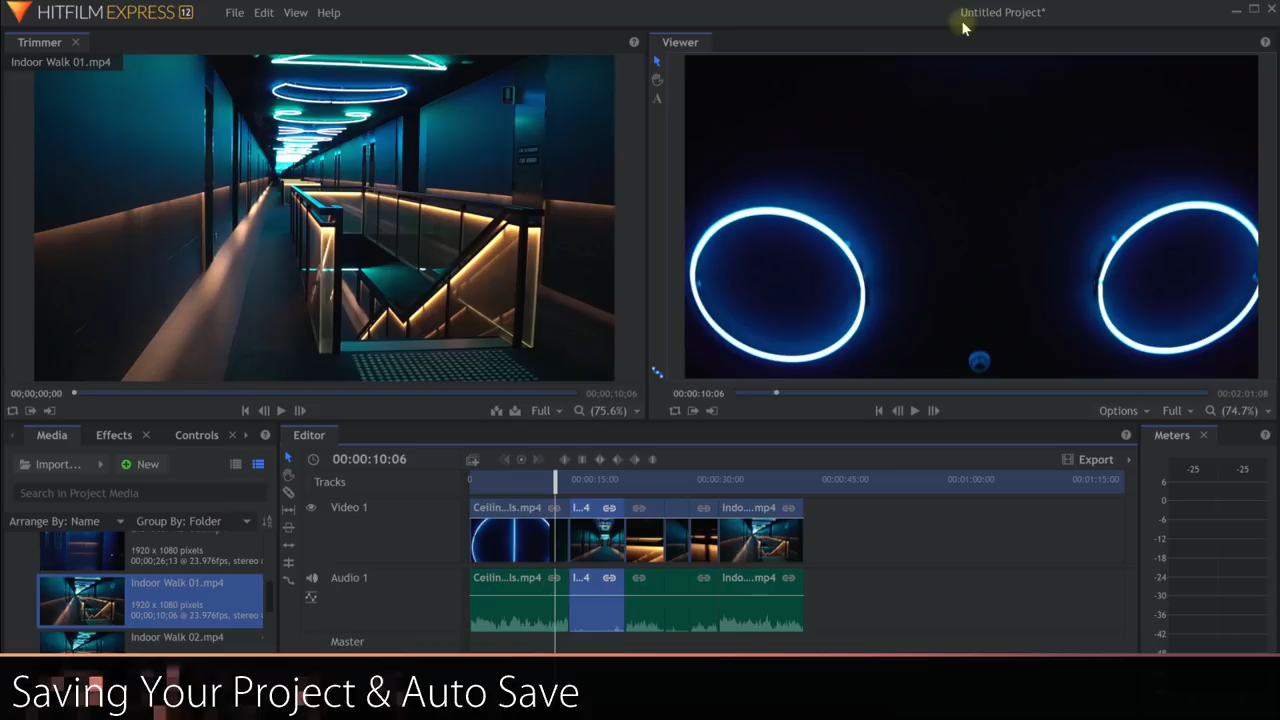 HITFILM EXPRESS 12 File Edit View Help Untitled Project*
Trimmer
Viewer
Indoor Walk 01.mp4
A
00;00;00;00
00;00;10;06
00:00:10:06
00:02:01:08
Full (75.6%)
Options Full (74.7%)
Media Effects Controls
Editor
Meters
Import... New
00:00:10:06
Export
-25 -25
Search in Project Media
Tracks
0 00:00:15:00 00:00:30:00 00:00:45:00 00:01:00:00 00:01:15:00
6
0
-6
-12
-18
-24
-30
-36
-42
Arrange By: Name Group By: Folder
Video 1
Ceilin...ls.mp4 I...4 Indo...mp4
1920 x 1080 pixels
00;00;26;13 @ 23.976fps, stereo
Indoor Walk 01.mp4
1920 x 1080 pixels
00;00;10;06 @ 23.976fps, stereo
Indoor Walk 02.mp4
Audio 1
Ceilin...ls.mp4 I...4 Indo...mp4
Master
Saving Your Project & Auto Save